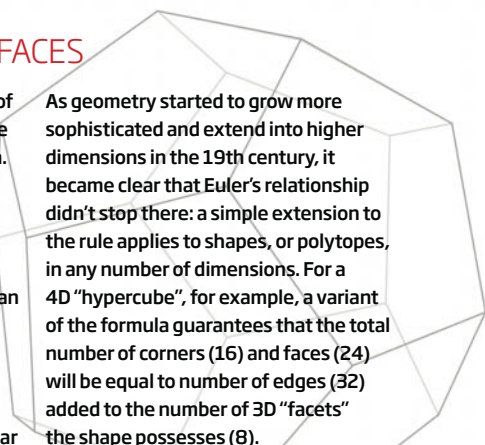 FACES
of
e
.
an
ar
As geometry started to grow more
sophisticated and extend into higher
dimensions in the 19th century, it
became clear that Euler's relationship
didn't stop there: a simple extension to
the rule applies to shapes, or polytopes,
in any number of dimensions. For a
4D "hypercube", for example, a variant
of the formula guarantees that the total
number of corners (16) and faces (24)
will be equal to number of edges (32)
added to the number of 3D "facets"
the shape possesses (8).